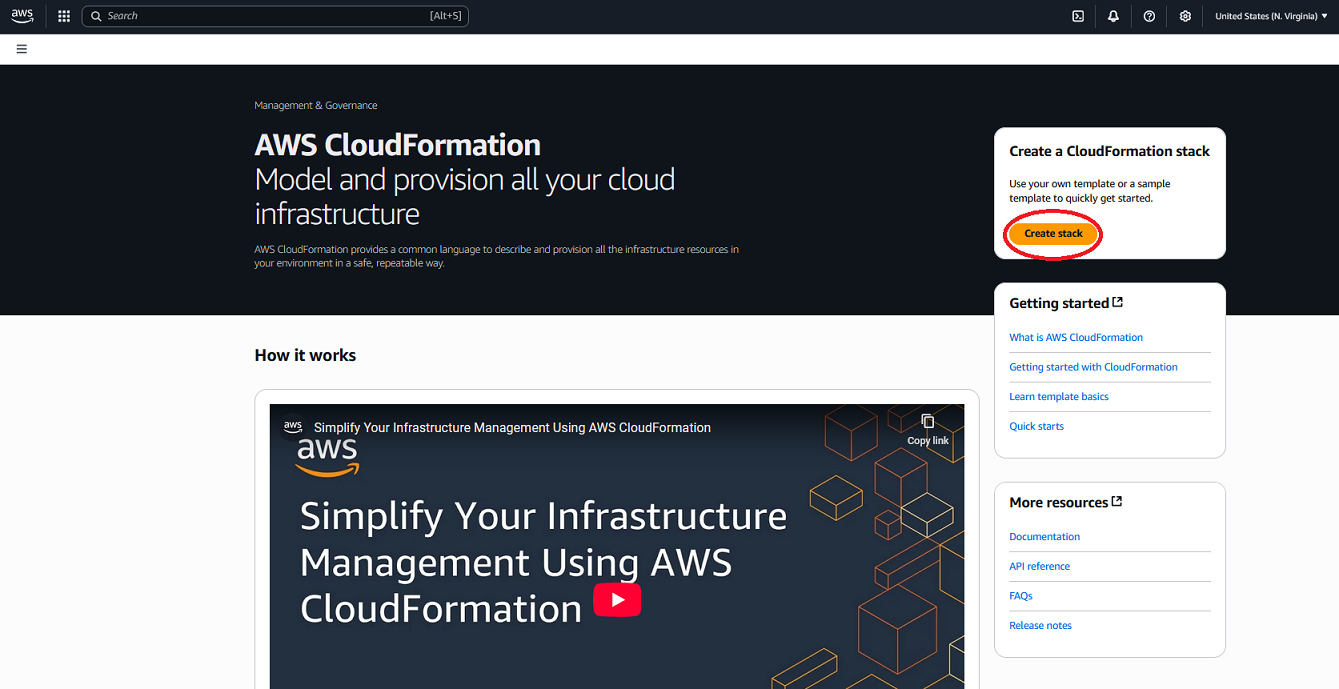 aws
Search
[Alt+S]
United States (N. Virginia)
Management & Governance
AWS CloudFormation
Model and provision all your cloud
infrastructure
AWS CloudFormation provides a common language to describe and provision all the infrastructure resources in
your environment in a safe, repeatable way.
Create a CloudFormation stack
Use your own template or a sample
template to quickly get started.
Create stack
Getting started
What is AWS CloudFormation
Getting started with CloudFormation
Learn template basics
Quick starts
How it works
aws
Simplify Your Infrastructure Management Using AWS CloudFormation
Copy link
aws
Simplify Your Infrastructure
Management Using AWS
CloudFormation
More resources
Documentation
API reference
FAQs
Release notes